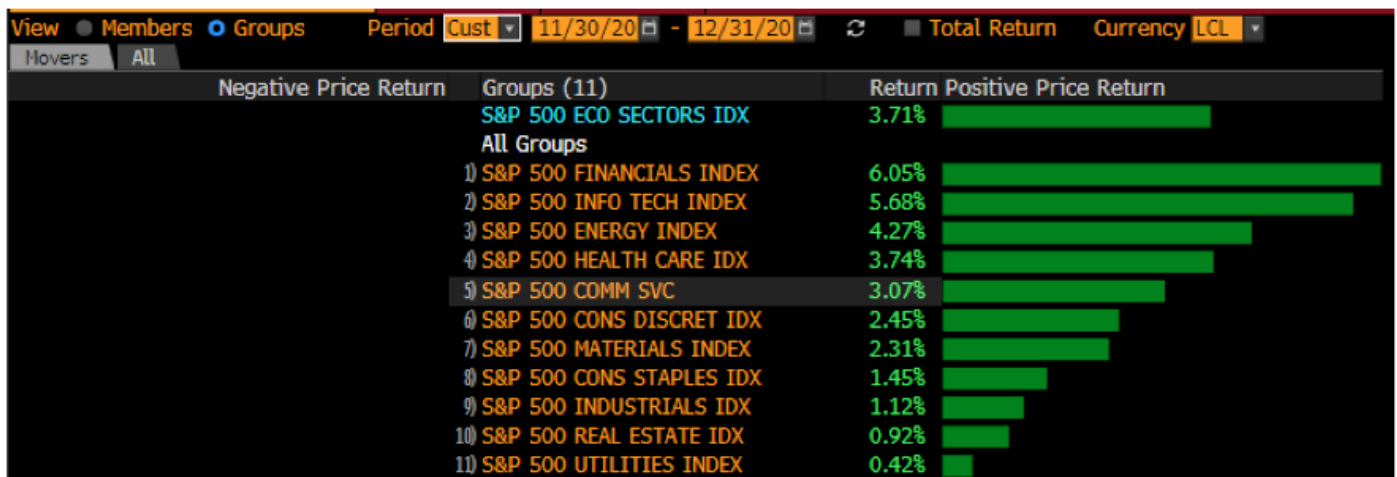 View Members Groups Period Cust 11/30/20 - 12/31/20 Total Return Currency LCL
Movers All
Negative Price Return Groups (11) Return Positive Price Return
S&P 500 ECO SECTORS IDX 3.71%
All Groups
1) S&P 500 FINANCIALS INDEX 6.05%
2) S&P 500 INFO TECH INDEX 5.68%
3) S&P 500 ENERGY INDEX 4.27%
4) S&P 500 HEALTH CARE IDX 3.74%
5) S&P 500 COMM SVC 3.07%
6) S&P 500 CONS DISCRET IDX 2.45%
7) S&P 500 MATERIALS INDEX 2.31%
8) S&P 500 CONS STAPLES IDX 1.45%
9) S&P 500 INDUSTRIALS IDX 1.12%
10) S&P 500 REAL ESTATE IDX 0.92%
11) S&P 500 UTILITIES INDEX 0.42%